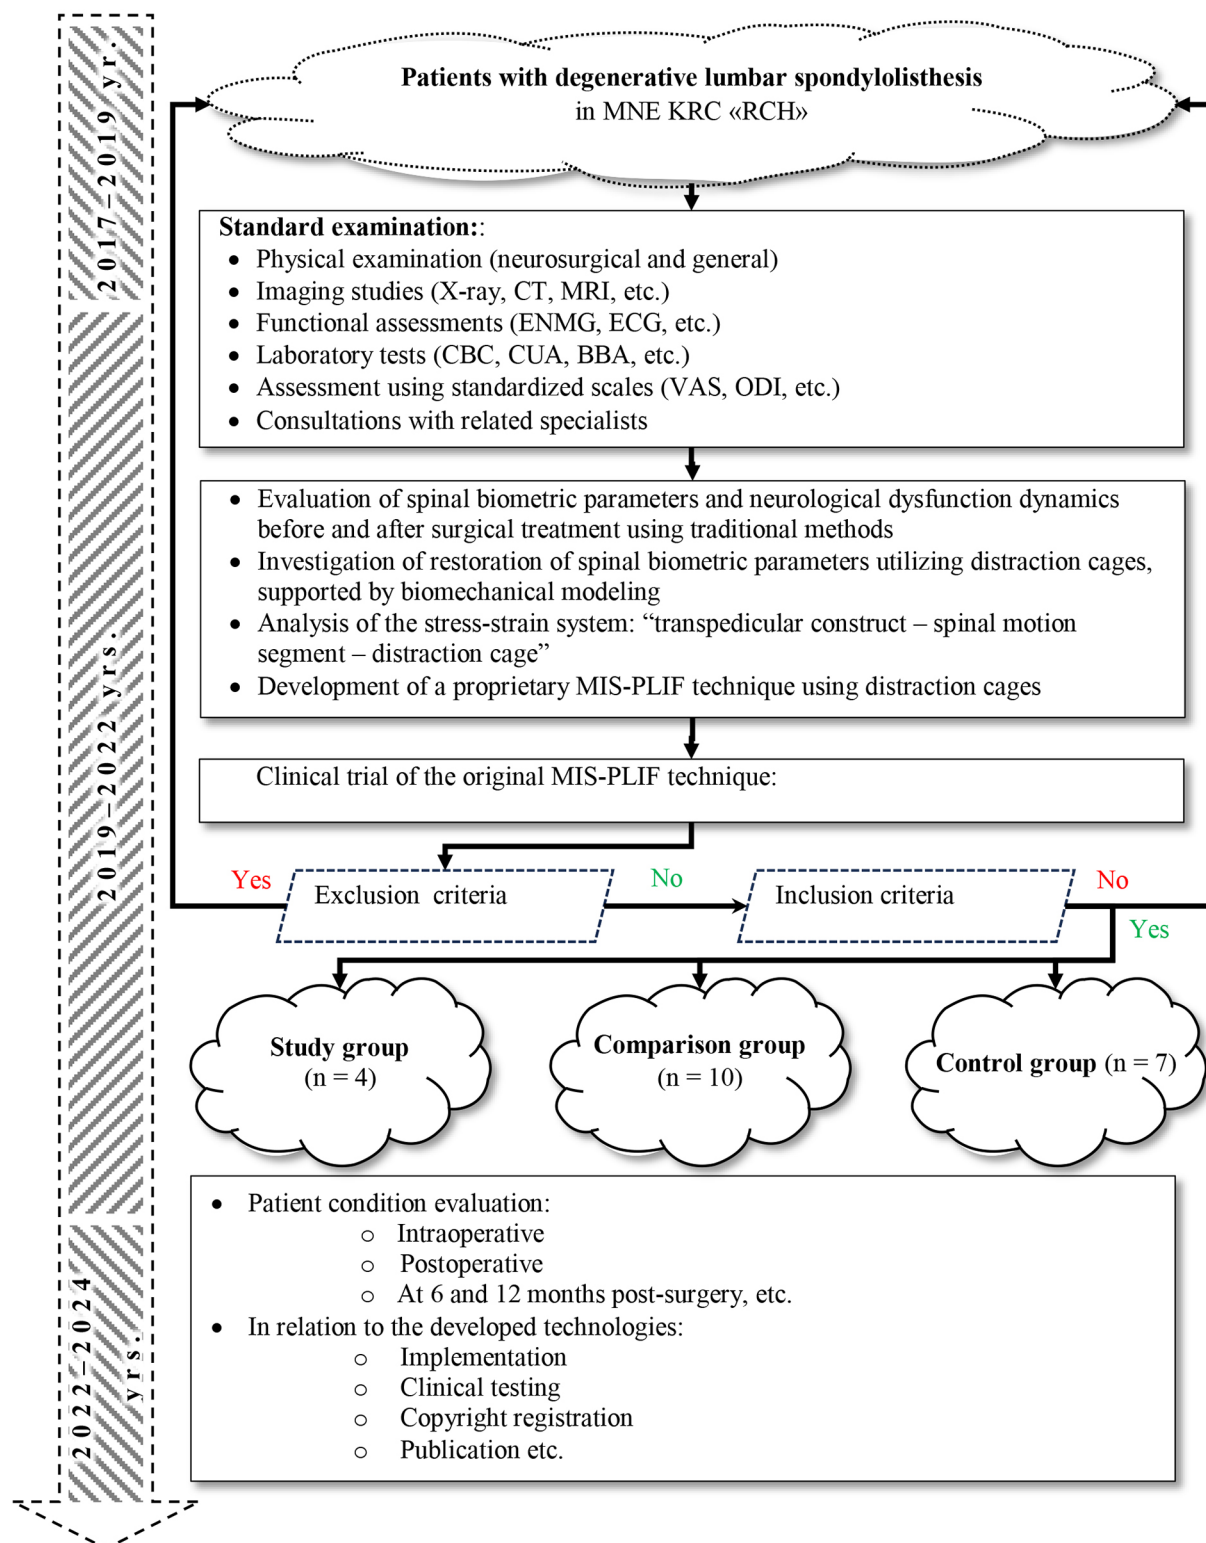 2017–2019 yr.
Patients with degenerative lumbar spondylolisthesis
in MNE KRC «RCH»
Standard examination::
• Physical examination (neurosurgical and general)
• Imaging studies (X-ray, CT, MRI, etc.)
• Functional assessments (ENMG, ECG, etc.)
• Laboratory tests (CBC, CUA, BBA, etc.)
• Assessment using standardized scales (VAS, ODI, etc.)
• Consultations with related specialists
2019–2022 yrs.
• Evaluation of spinal biometric parameters and neurological dysfunction dynamics
before and after surgical treatment using traditional methods
• Investigation of restoration of spinal biometric parameters utilizing distraction cages,
supported by biomechanical modeling
• Analysis of the stress-strain system: “transpedicular construct – spinal motion
segment – distraction cage”
• Development of a proprietary MIS-PLIF technique using distraction cages
Clinical trial of the original MIS-PLIF technique:
Yes
Exclusion criteria
No
Inclusion criteria
No
Yes
Study group
(n = 4)
Comparison group
(n = 10)
Control group (n = 7)
2022–2024
yrs.
• Patient condition evaluation:
o Intraoperative
o Postoperative
o At 6 and 12 months post-surgery, etc.
• In relation to the developed technologies:
o Implementation
o Clinical testing
o Copyright registration
o Publication etc.